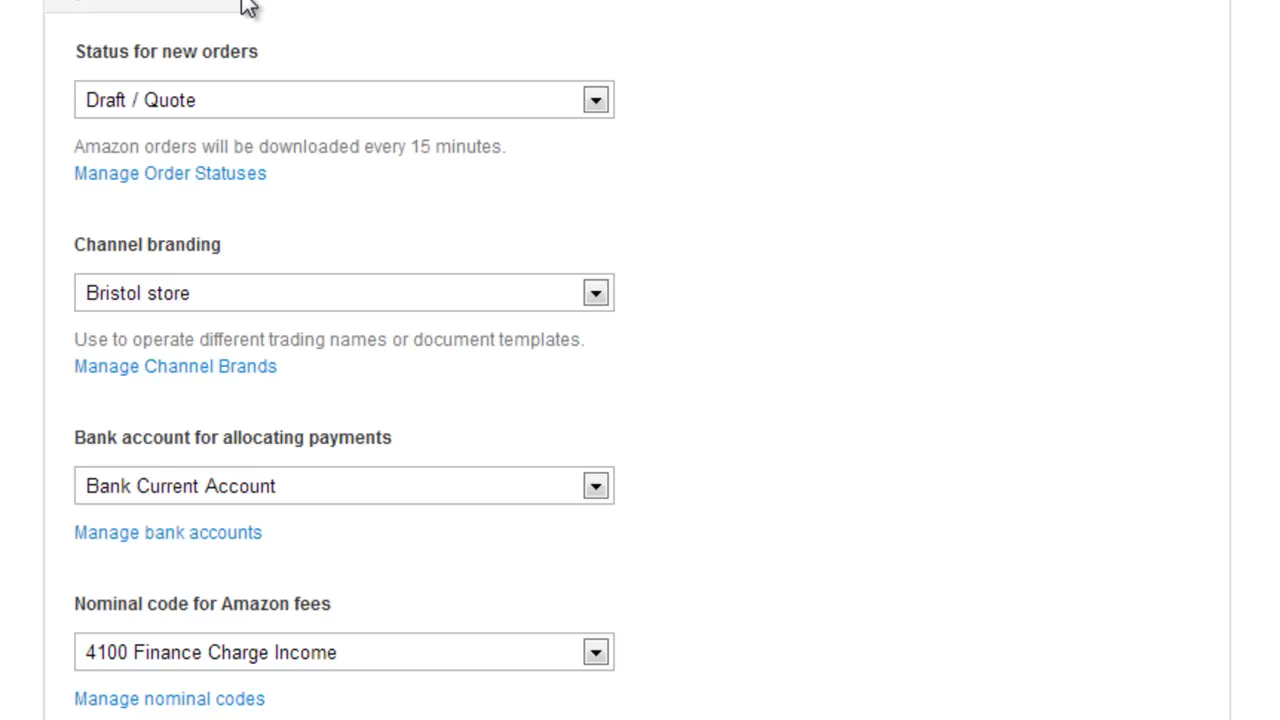 Status for new orders
Draft / Quote
Amazon orders will be downloaded every 15 minutes.
Manage Order Statuses
Channel branding
Bristol store
Use to operate different trading names or document templates.
Manage Channel Brands
Bank account for allocating payments
Bank Current Account
Manage bank accounts
Nominal code for Amazon fees
4100 Finance Charge Income
Manage nominal codes